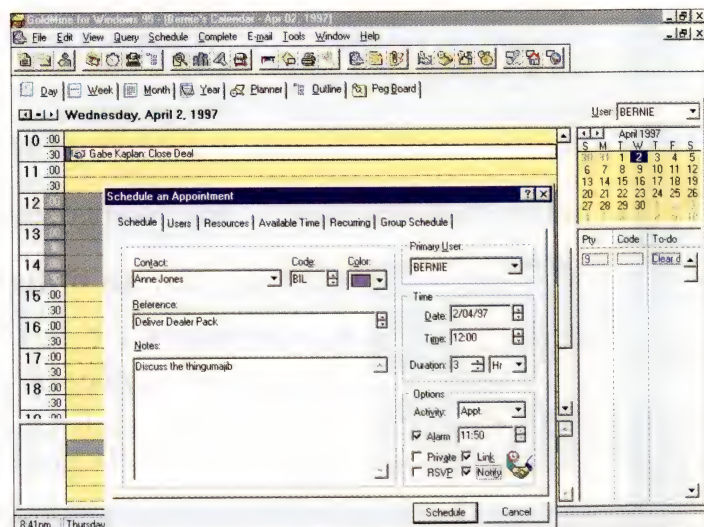 GoldMine for Windows 95 - [Bernie's Calendar - Apr 02, 1997]
File Edit View Query Schedule Complete E-mail Tools Window Help
Day Week Month Year Planner Outline Peg Board
Wednesday, April 2, 1997
User: BERNIE
10 :00
:30 Gabe Kaplan: Close Deal
11 :00
:30
12
13
14
15 :00
:30
16 :00
:30
17 :00
:30
18 :00
:30
19 :00
April 1997
S M T W T F S
30 31 1 2 3 4 5
6 7 8 9 10 11 12
13 14 15 16 17 18 19
20 21 22 23 24 25 26
27 28 29 30
Pty Code To-do
9 Clear d
Schedule an Appointment
Schedule Users Resources Available Time Recurring Group Schedule
Contact: Code: Color:
Anne Jones BIL
Reference:
Deliver Dealer Pack
Notes:
Discuss the thingumajib
Primary User:
BERNIE
Time
Date: 2/04/97
Time: 12:00
Duration: 3 Hr
Options
Activity: Appt.
Alarm 11:50
Private Link
RSVP Notify
Schedule Cancel
8:41pm Thursday